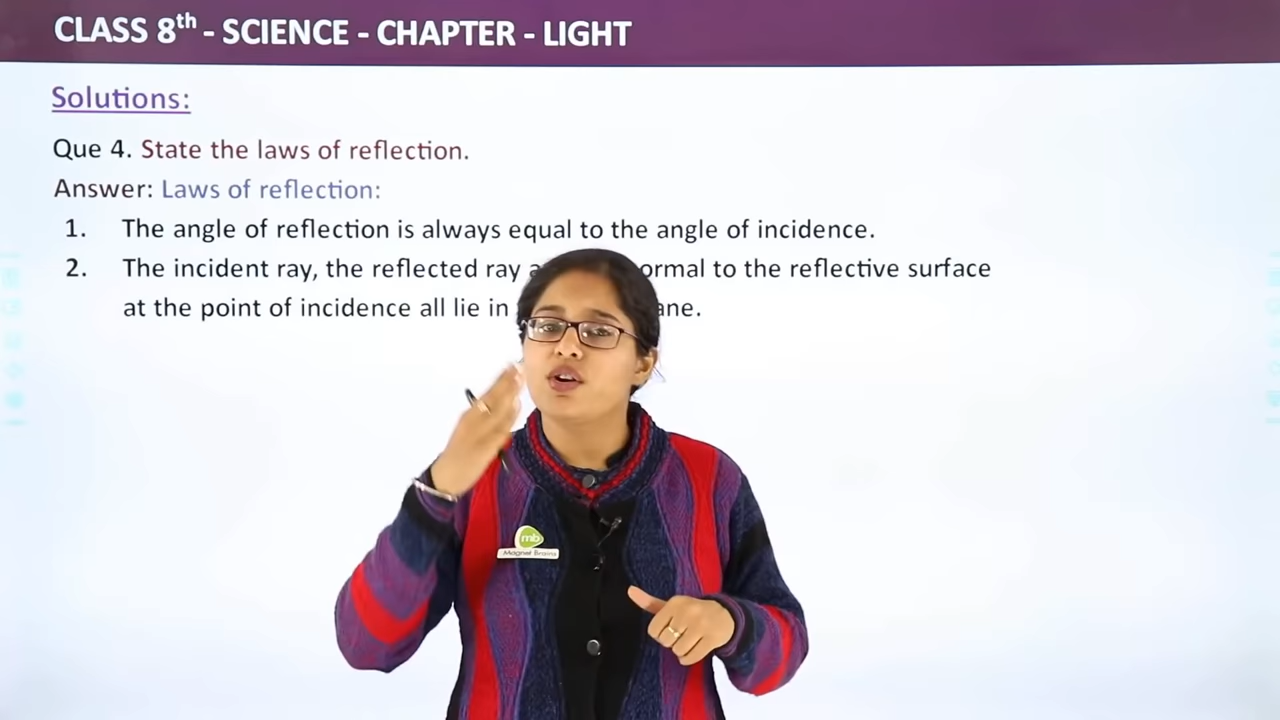 CLASS 8th - SCIENCE - CHAPTER - LIGHT
Solutions:
Que 4. State the laws of reflection.
Answer: Laws of reflection:
1. The angle of reflection is always equal to the angle of incidence.
2. The incident ray, the reflected ray ormal to the reflective surface
at the point of incidence all lie in ane.
mb
Magnet Brains